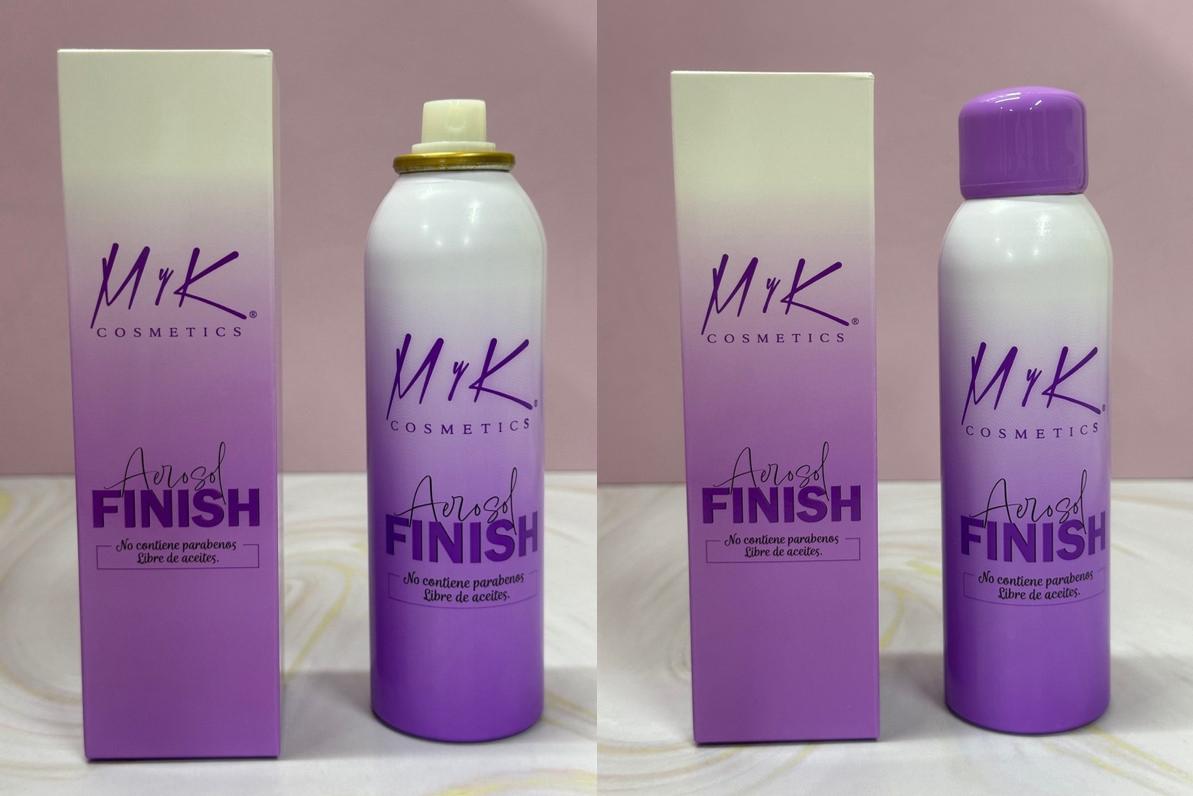 MyK ®
COSMETICS
Aerosol
FINISH
No contiene parabenos
Libre de aceites.
MyK ®
COSMETICS
Aerosol
FINISH
No contiene parabenos
Libre de aceites.
MyK ®
COSMETICS
Aerosol
FINISH
No contiene parabenos
Libre de aceites.
MyK ®
COSMETICS
Aerosol
FINISH
No contiene parabenos
Libre de aceites.